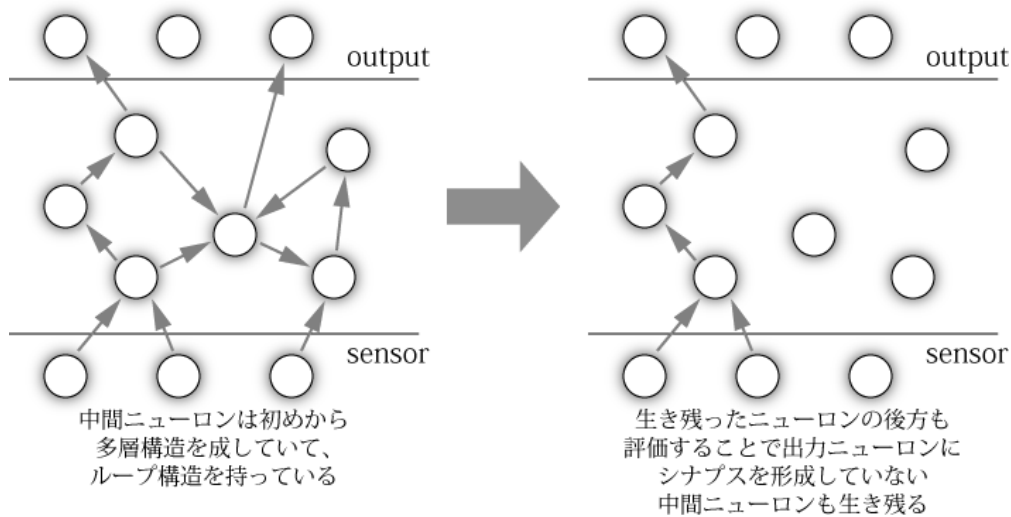 output
sensor
中間ニューロンは初めから
多層構造を成していて、
ループ構造を持っている
output
sensor
生き残ったニューロンの後方も
評価することで出力ニューロンに
シナプスを形成していない
中間ニューロンも生き残る